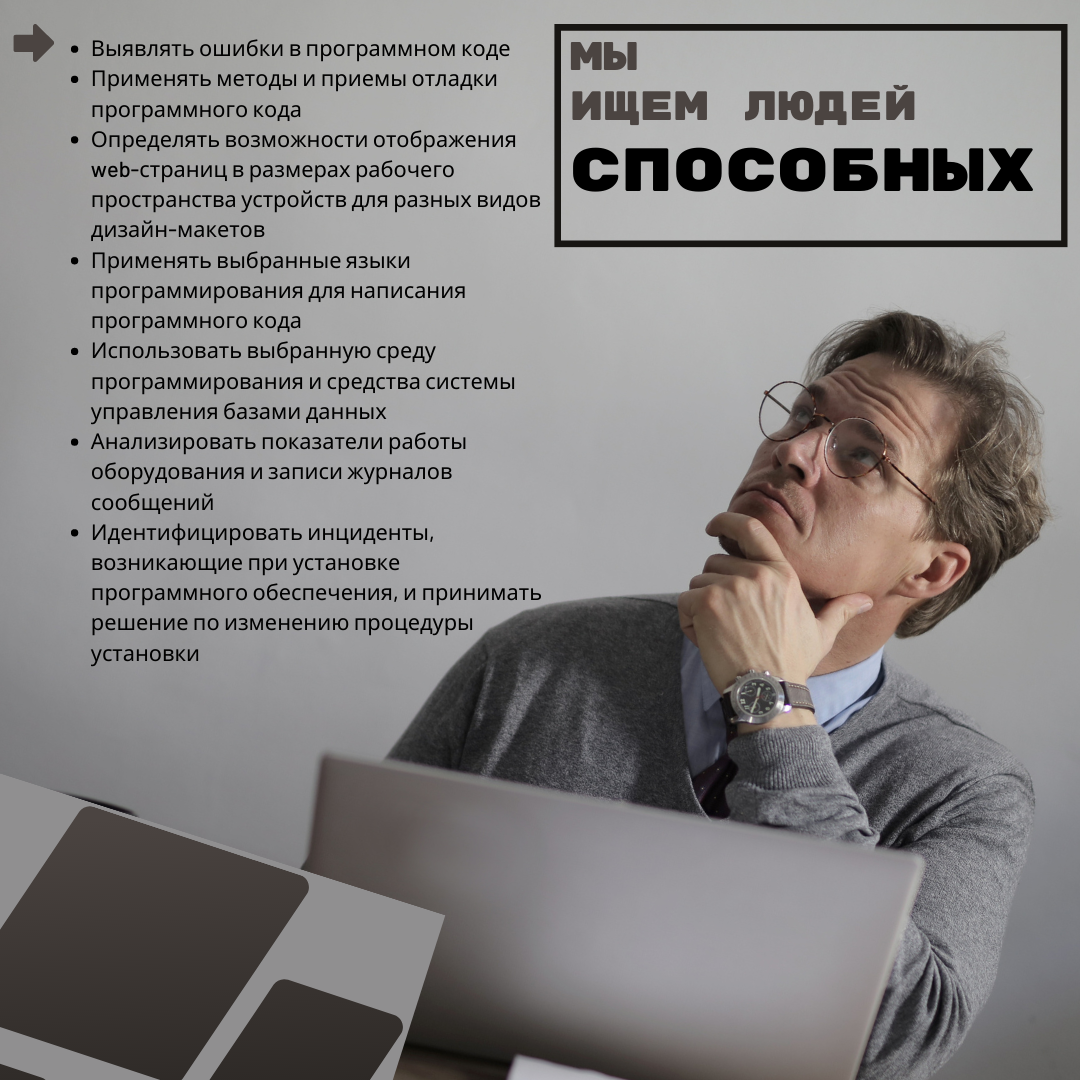 МЫ
ИЩЕМ ЛЮДЕЙ
СПОСОБНЫХ
Выявлять ошибки в программном коде
Применять методы и приемы отладки
программного кода
Определять возможности отображения
web-страниц в размерах рабочего
пространства устройств для разных видов
дизайн-макетов
Применять выбранные языки
программирования для написания
программного кода
Использовать выбранную среду
программирования и средства системы
управления базами данных
Анализировать показатели работы
оборудования и записи журналов
сообщений
Идентифицировать инциденты,
возникающие при установке
программного обеспечения, и принимать
решение по изменению процедуры
установки